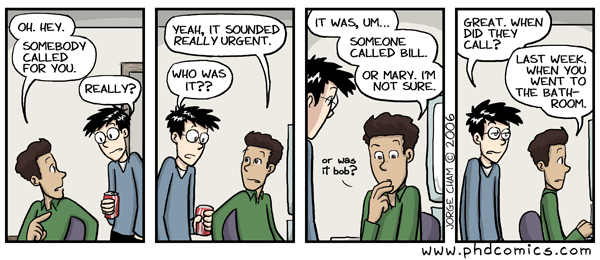 OH. HEY.
SOMEBODY
CALLED
FOR YOU.
REALLY?
YEAH, IT SOUNDED
REALLY URGENT.
WHO WAS
IT??
IT WAS, UM...
SOMEONE
CALLED BILL.
OR MARY. I'M
NOT SURE.
or was
it bob?
JORGE CHAM © 2006
GREAT. WHEN
DID THEY
CALL?
LAST WEEK.
WHEN YOU
WENT TO
THE BATH-
ROOM.
www.phdcomics.com